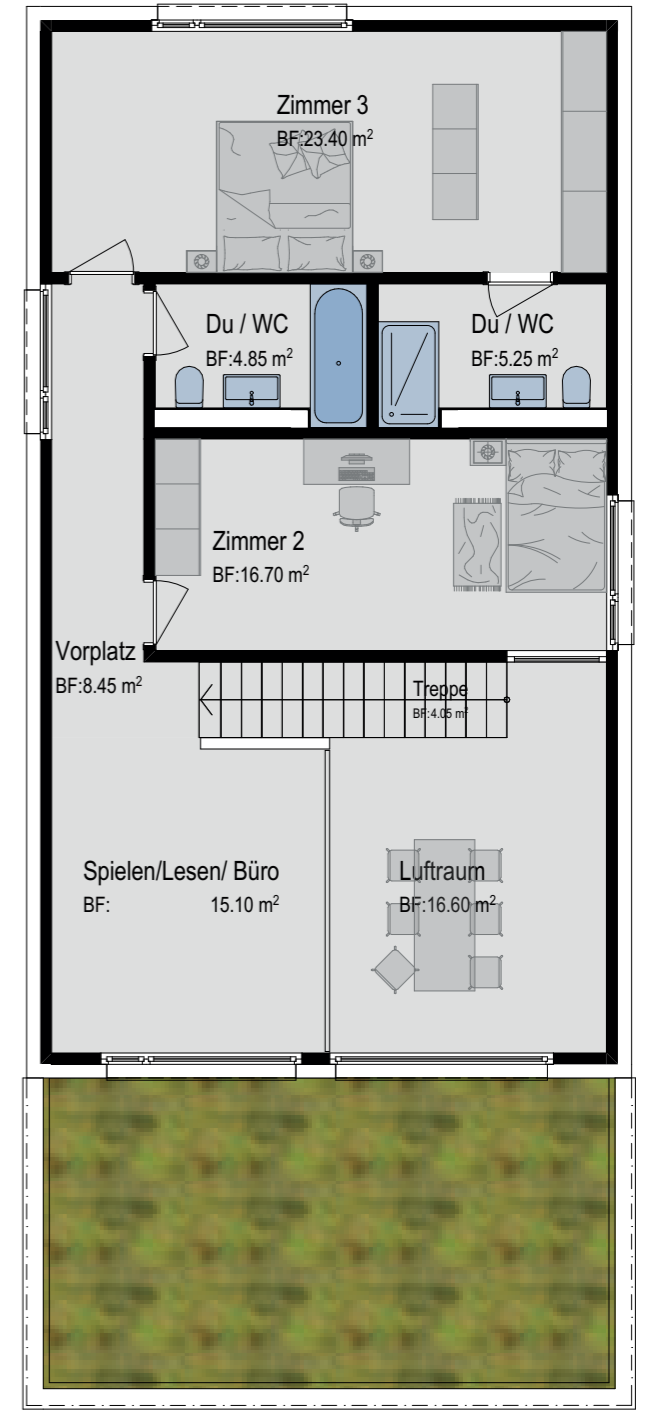 Zimmer 3
BF:23.40 m²
Du / WC
BF:4.85 m²
Du / WC
BF:5.25 m²
Zimmer 2
BF:16.70 m²
Vorplatz
BF:8.45 m²
Treppe
BF:4.05 m²
Spielen/Lesen/ Büro
BF: 15.10 m²
Luftraum
BF:16.60 m²